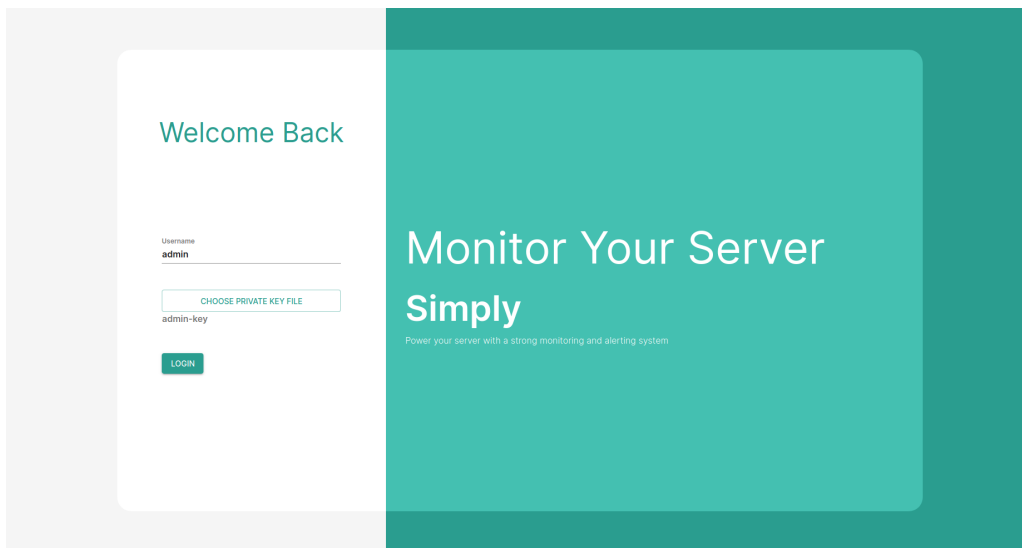 Welcome Back
Username
admin
CHOOSE PRIVATE KEY FILE
admin-key
LOGIN
Monitor Your Server
Simply
Power your server with a strong monitoring and alerting system